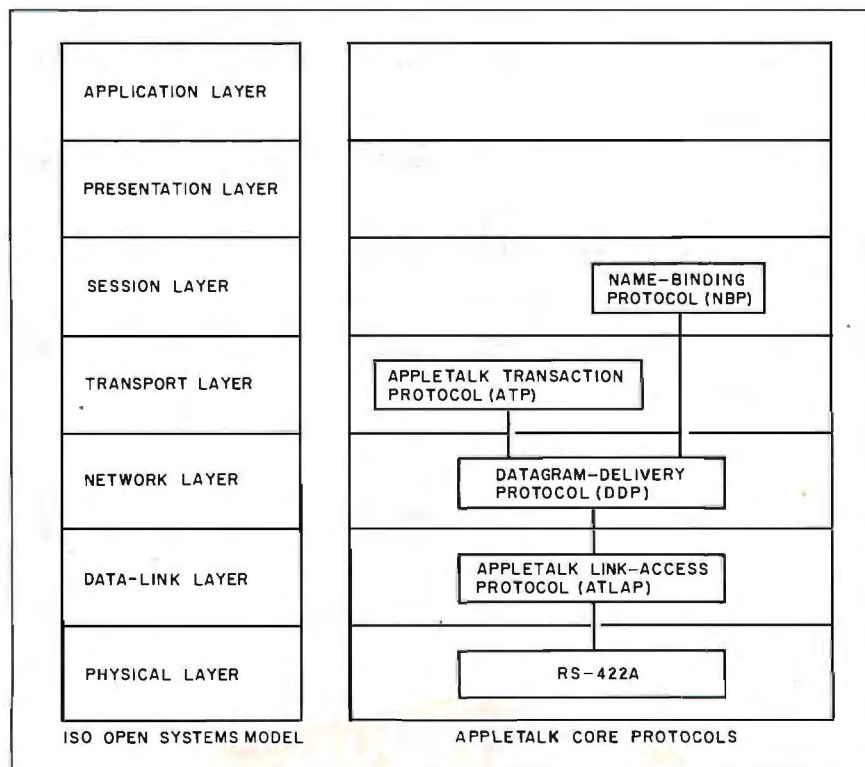 APPLICATION LAYER
PRESENTATION LAYER
SESSION LAYER
NAME-BINDING
PROTOCOL (NBP)
TRANSPORT LAYER
APPLETALK TRANSACTION
PROTOCOL (ATP)
NETWORK LAYER
DATAGRAM-DELIVERY
PROTOCOL (DDP)
DATA-LINK LAYER
APPLETALK LINK-ACCESS
PROTOCOL (ATLAP)
PHYSICAL LAYER
RS-422A
ISO OPEN SYSTEMS MODEL
APPLETALK CORE PROTOCOLS